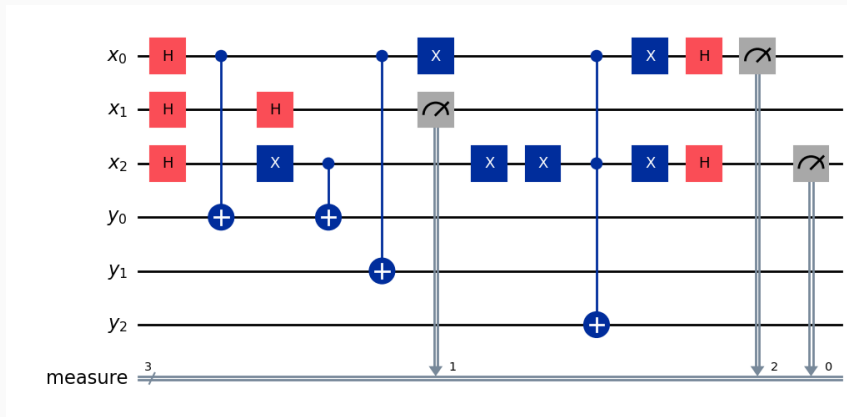 x0 H X X H
x1 H H
x2 H X X X X H
y0
y1
y2
measure 3 1 2 0